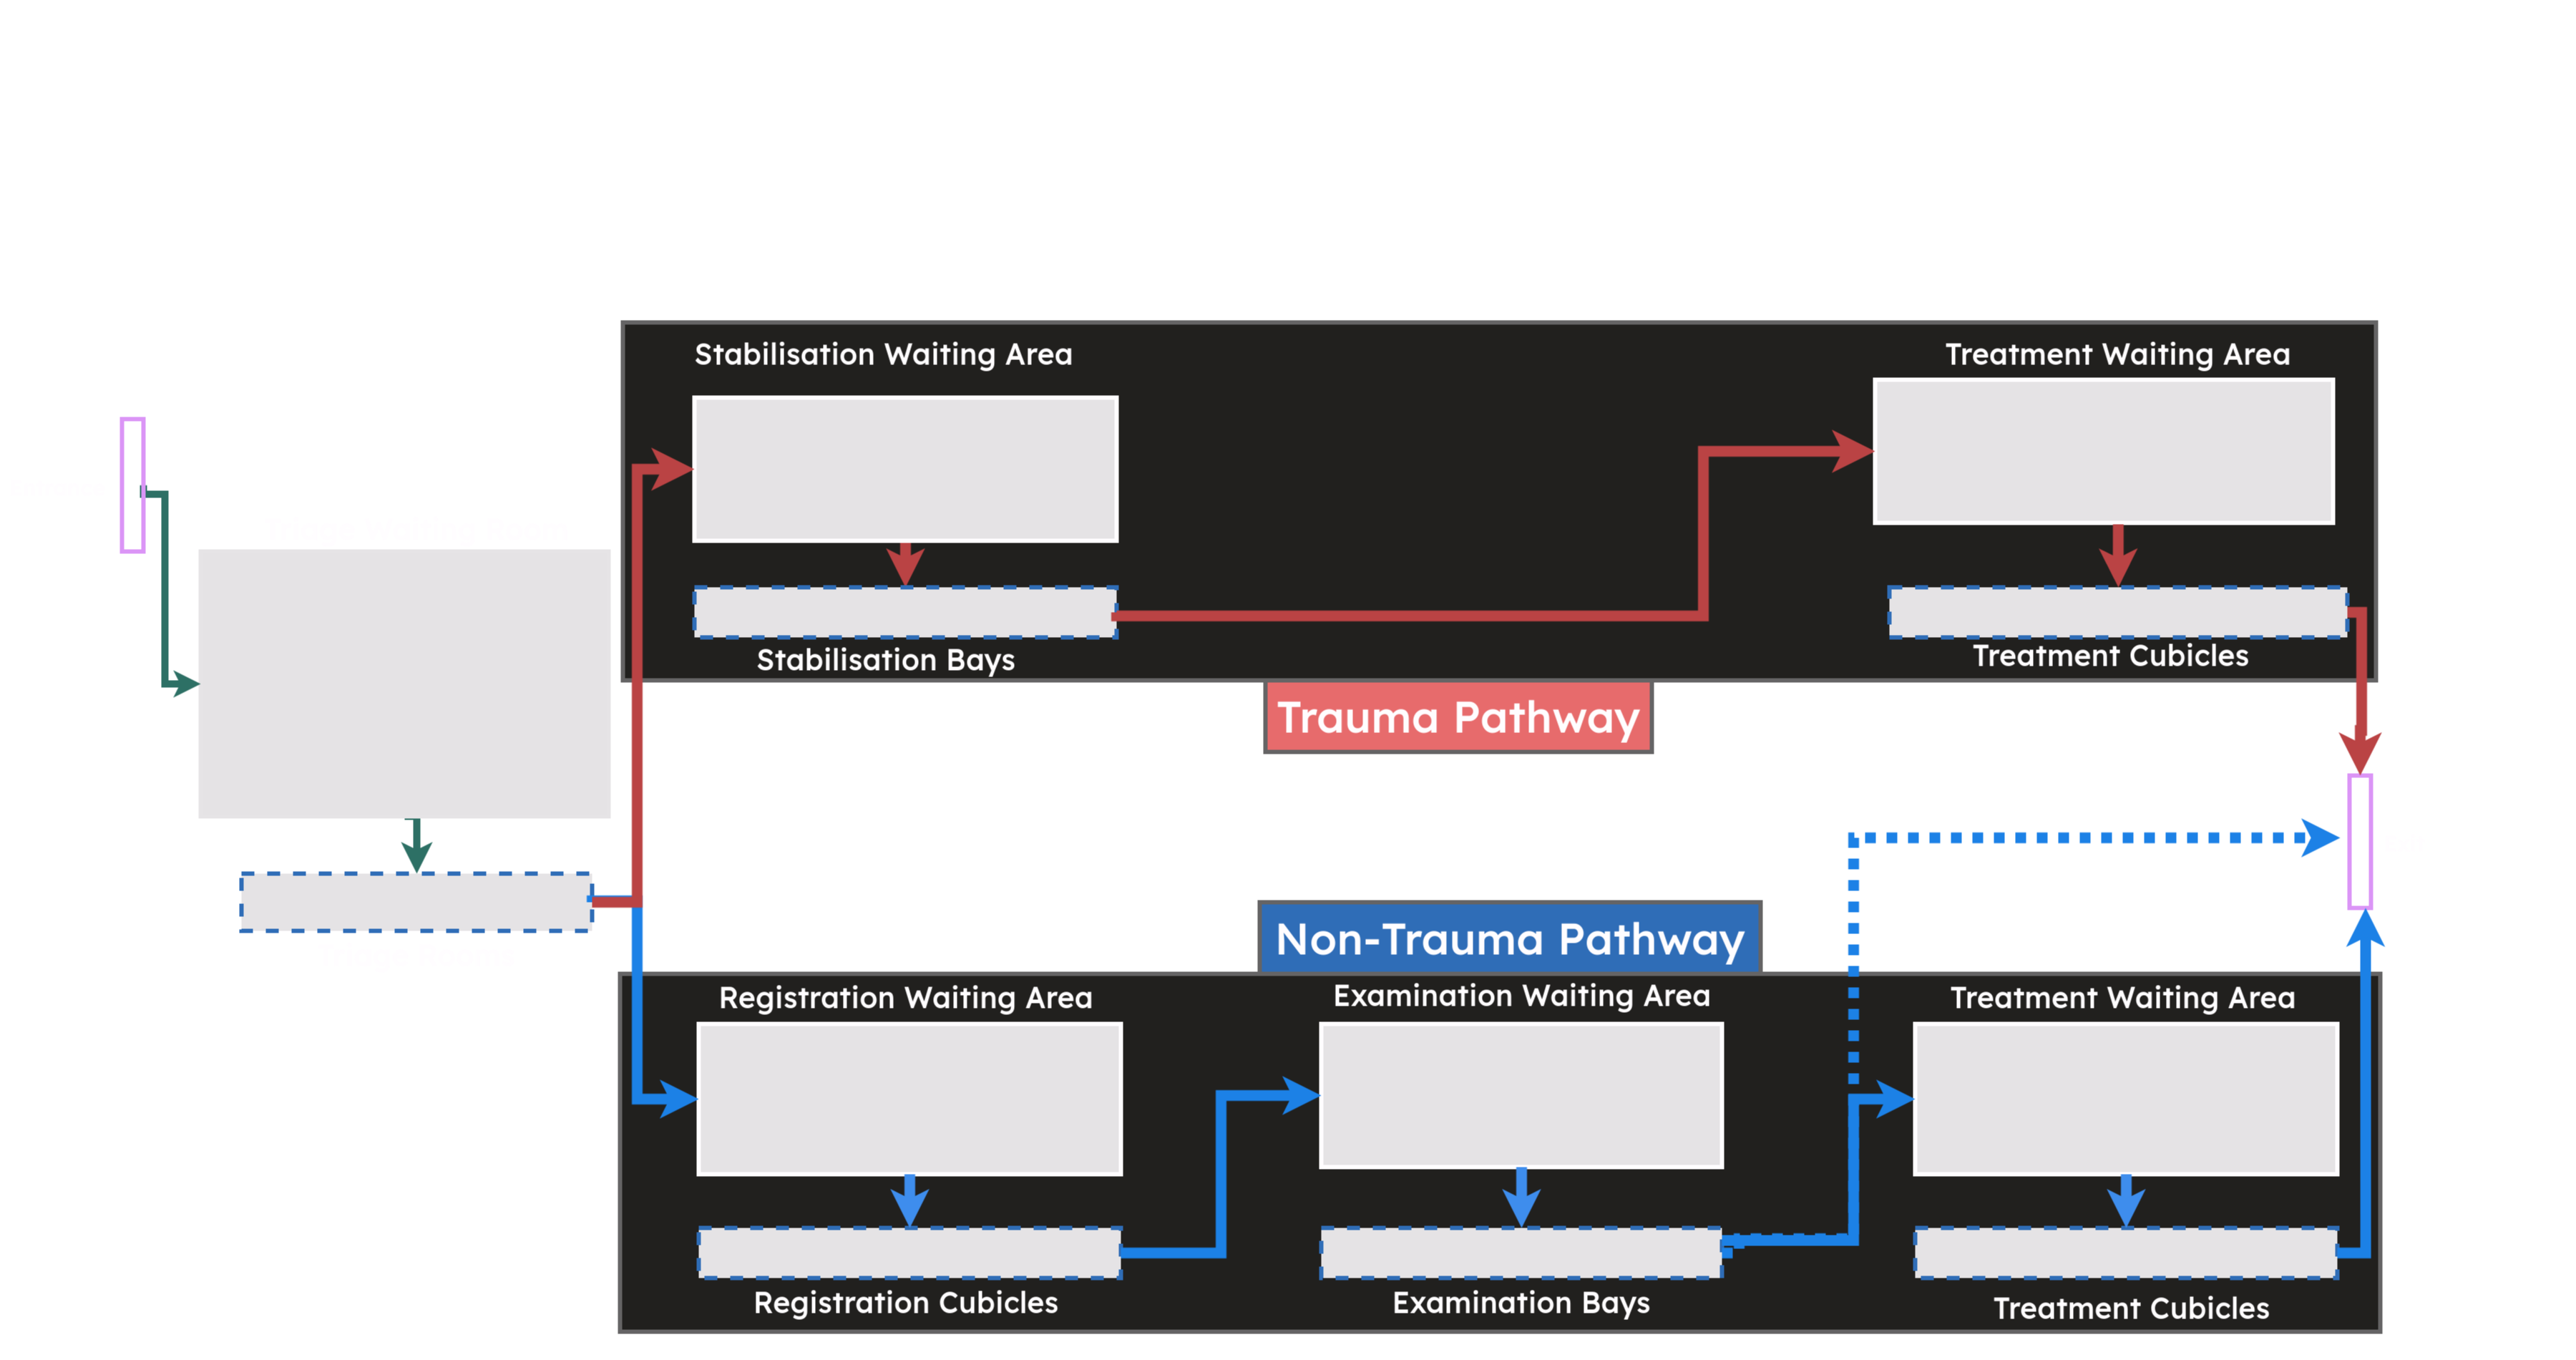 Stabilisation Waiting Area
Treatment Waiting Area
Stabilisation Bays
Treatment Cubicles
Trauma Pathway
Non-Trauma Pathway
Registration Waiting Area
Examination Waiting Area
Treatment Waiting Area
Registration Cubicles
Examination Bays
Treatment Cubicles